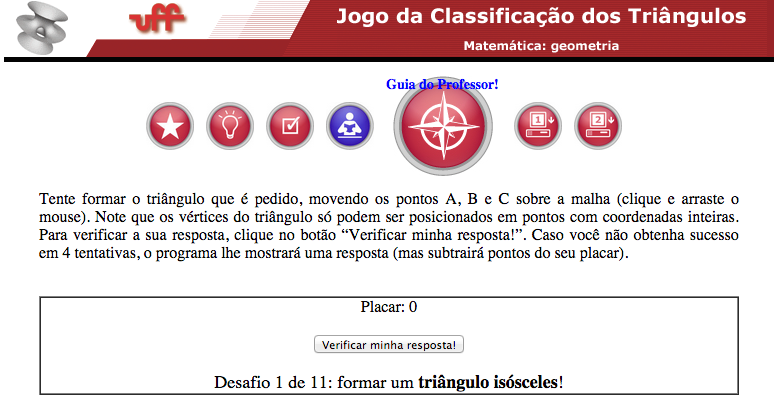 uff
Jogo da Classificação dos Triângulos
Matemática: geometria
Guia do Professor!
1 2
Tente formar o triângulo que é pedido, movendo os pontos A, B e C sobre a malha (clique e arraste o
mouse). Note que os vértices do triângulo só podem ser posicionados em pontos com coordenadas inteiras.
Para verificar a sua resposta, clique no botão “Verificar minha resposta!”. Caso você não obtenha sucesso
em 4 tentativas, o programa lhe mostrará uma resposta (mas subtrairá pontos do seu placar).
Placar: 0
Verificar minha resposta!
Desafio 1 de 11: formar um triângulo isósceles!